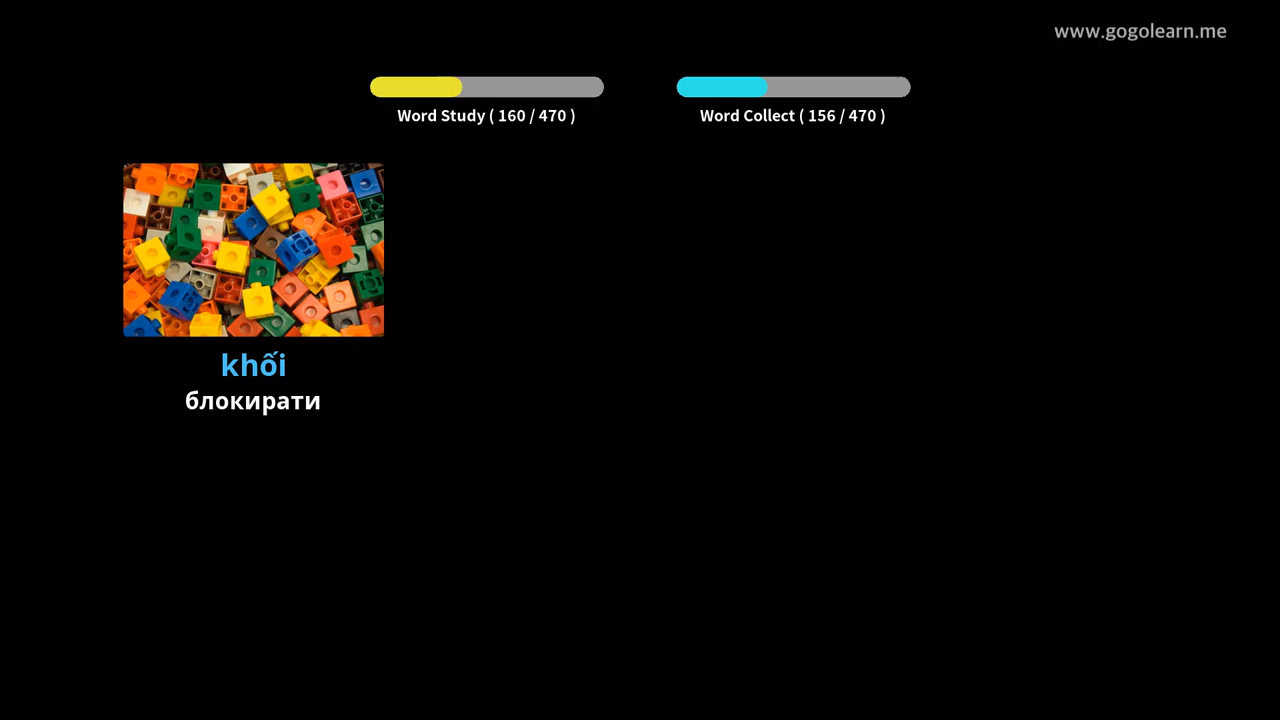 www.gogolearn.me
Word Study ( 160 / 470 )
Word Collect ( 156 / 470 )
khối
блокирати